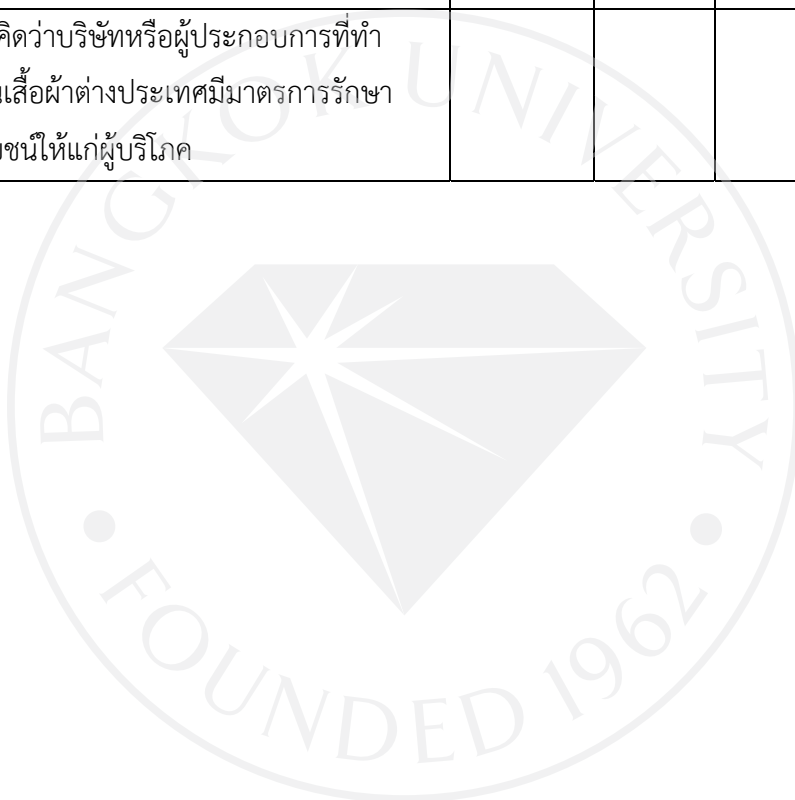 คิดว่าบริษัทหรือผู้ประกอบการที่ทำ
เสื้อผ้าต่างประเทศมีมาตรการรักษา
ชน์ให้แก่ผู้บริโภค
BANGKOK UNIVERSITY
FOUNDED 1962